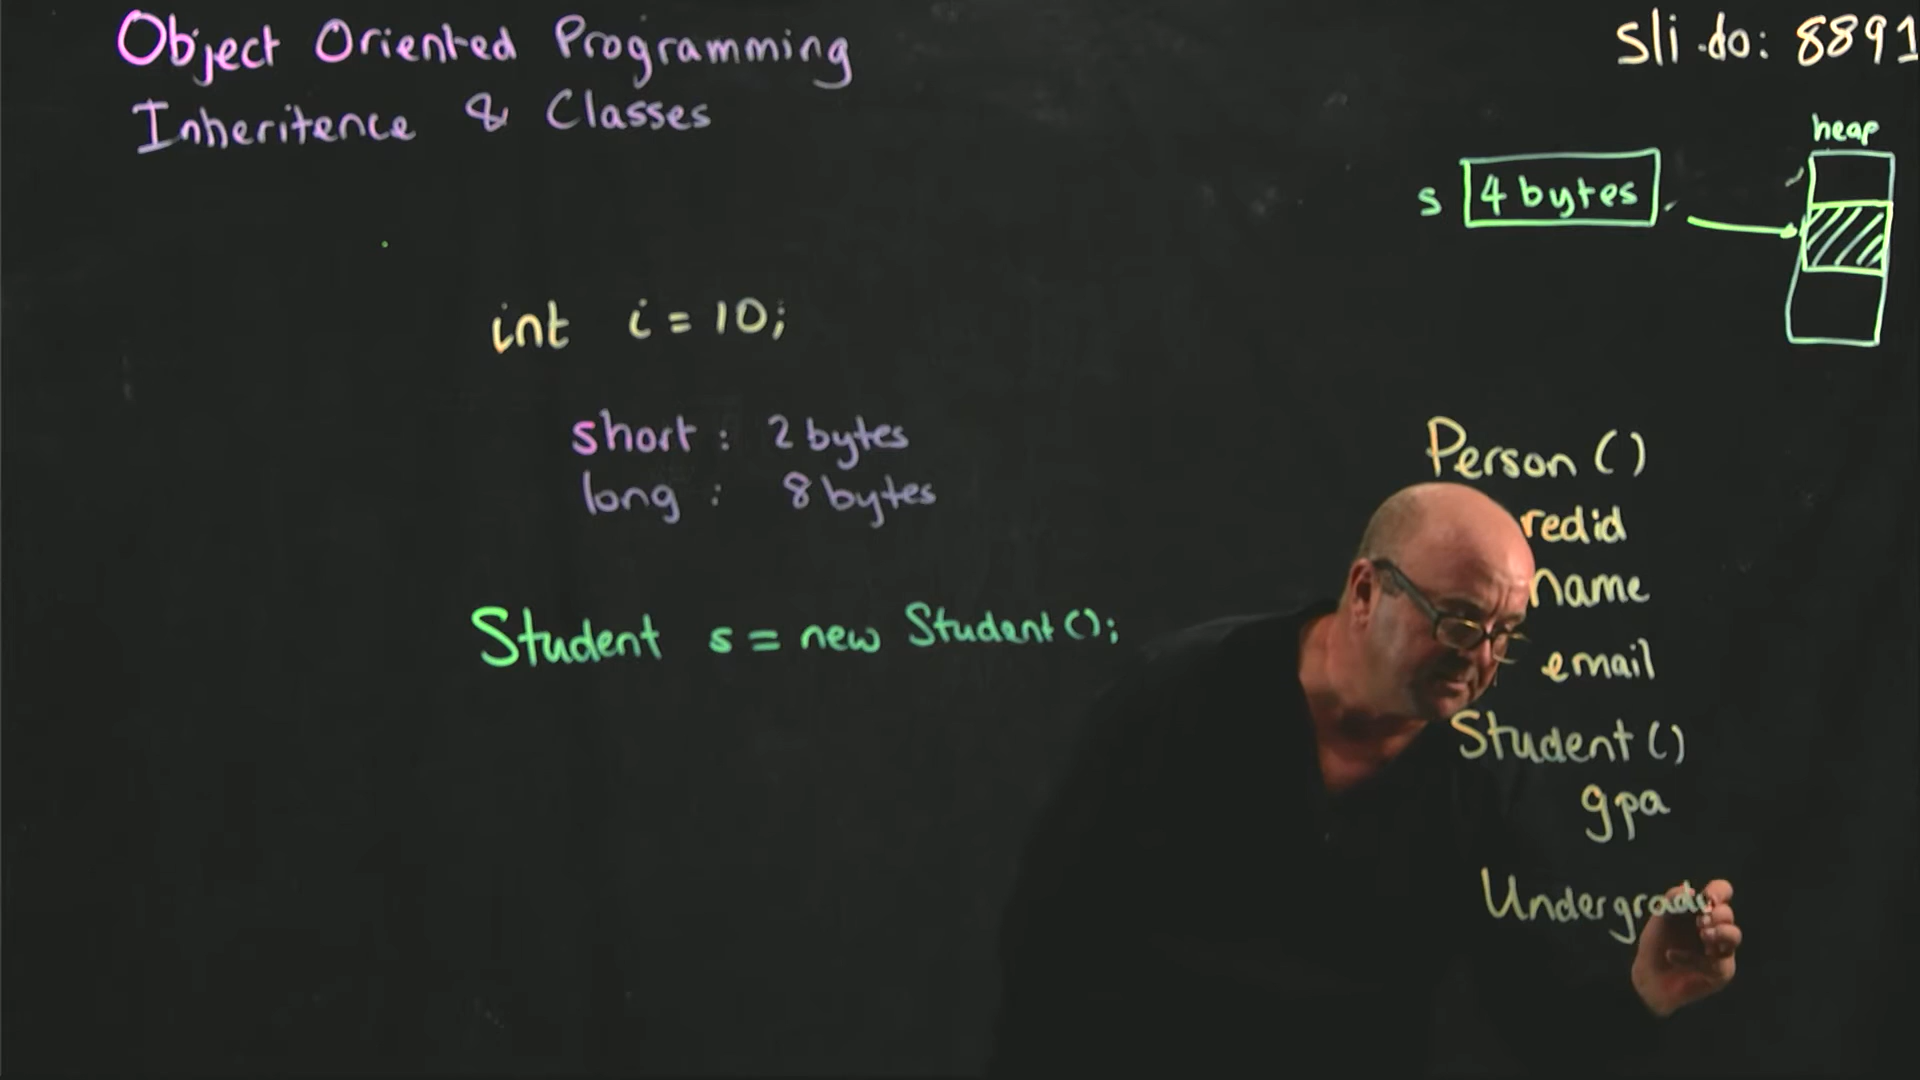 Object Oriented Programming
Inheritence & Classes
sli.do: 8891
heap
s 4 bytes
int i = 10;
short : 2 bytes
long : 8 bytes
Student s = new Student();
Person ()
redid
name
email
Student ()
gpa